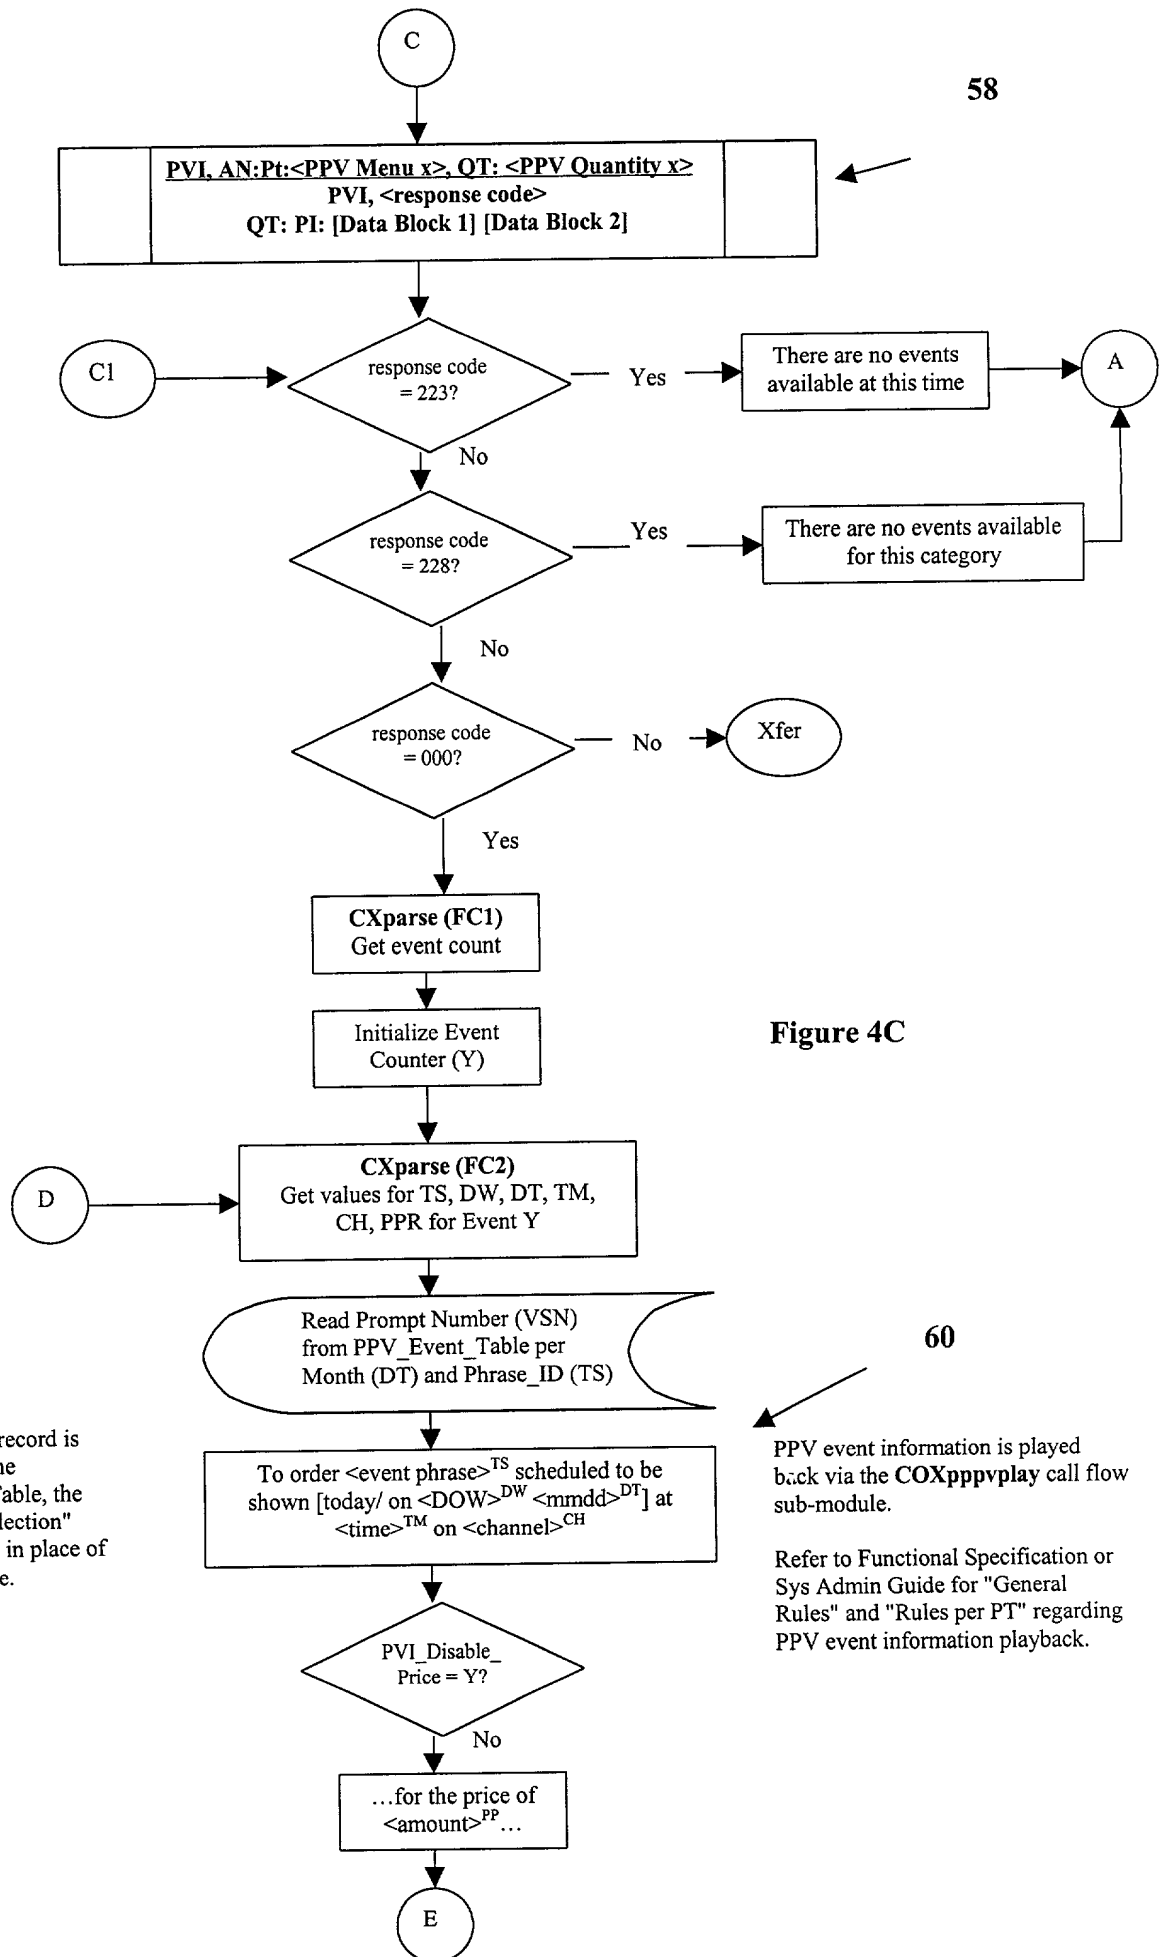 C
58
PVI, AN:Pt:<PPV Menu x>, QT: <PPV Quantity x>
PVI, <response code>
QT: PI: [Data Block 1] [Data Block 2]
C1
response code
= 223?
Yes
There are no events
available at this time
A
No
response code
= 228?
Yes
There are no events available
for this category
No
response code
= 000?
No
Xfer
Yes
CXparse (FC1)
Get event count
Initialize Event
Counter (Y)
Figure 4C
D
CXparse (FC2)
Get values for TS, DW, DT, TM,
CH, PPR for Event Y
Read Prompt Number (VSN)
from PPV_Event_Table per
Month (DT) and Phrase_ID (TS)
60
record is
ne
Table, the
lection"
in place of
e.
To order <event phrase>TS scheduled to be
shown [today/ on <DOW>DW <mmdd>DT] at
<time>TM on <channel>CH
PPV event information is played
back via the COXpppvplay call flow
sub-module.
Refer to Functional Specification or
Sys Admin Guide for "General
Rules" and "Rules per PT" regarding
PPV event information playback.
PVI_Disable_
Price = Y?
No
…for the price of
<amount>PP…
E